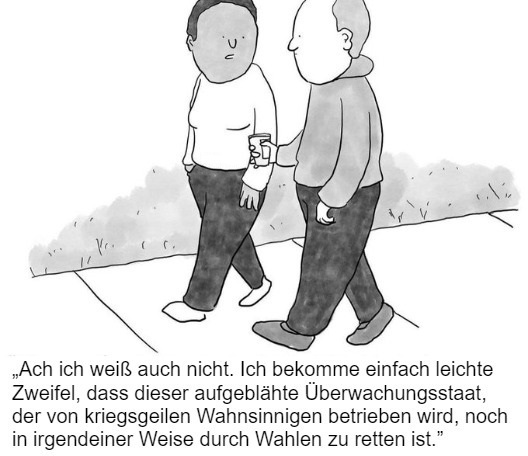 „Ach ich weiß auch nicht. Ich bekomme einfach leichte
Zweifel, dass dieser aufgeblähte Überwachungsstaat,
der von kriegsgeilen Wahnsinnigen betrieben wird, noch
in irgendeiner Weise durch Wahlen zu retten ist.”